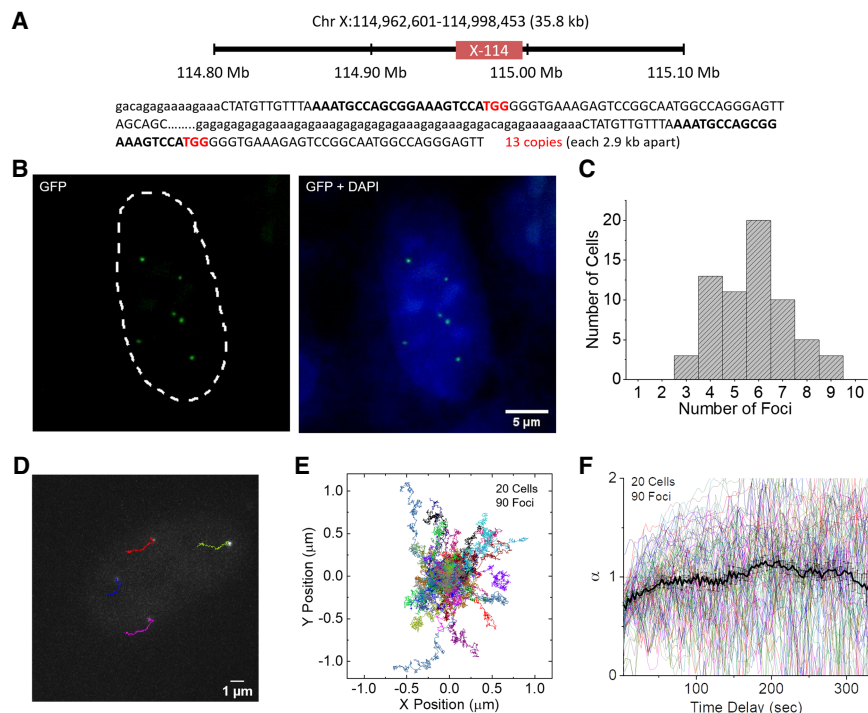 A
Chr X:114,962,601-114,998,453 (35.8 kb)
X-114
114.80 Mb 114.90 Mb 115.00 Mb 115.10 Mb
gacagagaaaagaaaCTATGTTGTTTAAAATGCCAGCGGAAAGTCCATGGGGGTGAAAGAGTCCGGCAATGGCCAGGGAGTT
AGCAGC........gagagagagagaaagagaaagagagagagaaagagaaagagacagagaaaagaaaCTATGTTGTTTAAAATGCCAGCGG
AAAGTCCATGGGGGTGAAAGAGTCCGGCAATGGCCAGGGAGTT 13 copies (each 2.9 kb apart)
B
GFP
GFP + DAPI
5 µm
C
Number of Cells
20
15
10
5
0
1 2 3 4 5 6 7 8 9 10
Number of Foci
D
1 µm
E
20 Cells
90 Foci
Y Position (µm)
1.0
0.5
0.0
-0.5
-1.0
-1.0 -0.5 0.0 0.5 1.0
X Position (µm)
F
20 Cells
90 Foci
α
2
1
0
100 200 300
Time Delay (sec)